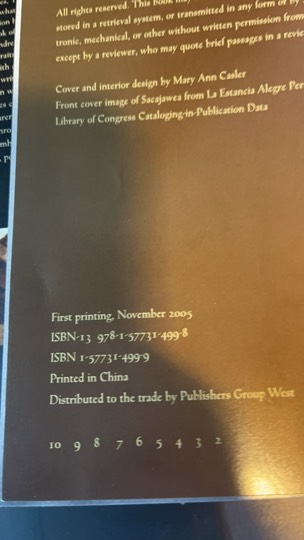 All rights reserved. This book may
stored in a retrieval system, or transmitted in any form or by
tronic, mechanical, or other without written permission from
except by a reviewer, who may quote brief passages in a review
Cover and interior design by Mary Ann Casler
Front cover image of Sacajawea from La Estancia Alegre Per
Library of Congress Cataloging-in-Publication Data
First printing, November 2005
ISBN-13 978-1-57731-499-8
ISBN 1-57731-499-9
Printed in China
Distributed to the trade by Publishers Group West
10 9 8 7 6 5 4 3 2